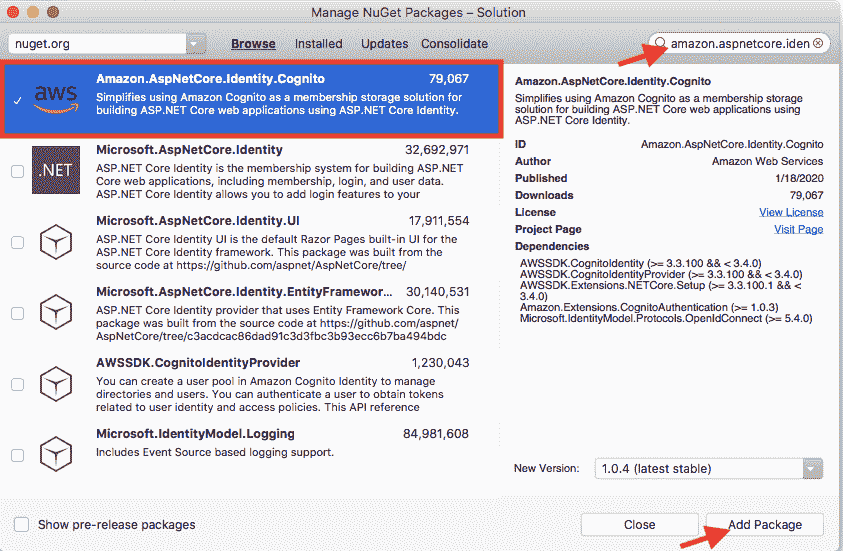 Manage NuGet Packages – Solution
nuget.org
Browse
Installed
Updates
Consolidate
amazon.aspnetcore.iden
aws
Amazon.AspNetCore.Identity.Cognito
79,067
Simplifies using Amazon Cognito as a membership storage solution for
building ASP.NET Core web applications using ASP.NET Core Identity.
.NET
Microsoft.AspNetCore.Identity
32,692,971
ASP.NET Core Identity is the membership system for building ASP.NET
Core web applications, including membership, login, and user data.
ASP.NET Core Identity allows you to add login features to your
Microsoft.AspNetCore.Identity.UI
17,911,554
ASP.NET Core Identity UI is the default Razor Pages built-in UI for the
ASP.NET Core Identity framework. This package was built from the
source code at https://github.com/aspnet/AspNetCore/tree/
Microsoft.AspNetCore.Identity.EntityFramewor...
30,140,531
ASP.NET Core Identity provider that uses Entity Framework Core. This
package was built from the source code at https://github.com/aspnet/
AspNetCore/tree/c3acdcac86dad91c3d3fbc3b93ecc6b7ba494bdc
AWSSDK.CognitoIdentityProvider
1,230,043
You can create a user pool in Amazon Cognito Identity to manage
directories and users. You can authenticate a user to obtain tokens
related to user identity and access policies. This API reference
Microsoft.IdentityModel.Logging
84,981,608
Includes Event Source based logging support.
Amazon.AspNetCore.Identity.Cognito
Simplifies using Amazon Cognito as a membership storage
solution for building ASP.NET Core web applications using
ASP.NET Core Identity.
ID Amazon.AspNetCore.Identity.Cognito
Author Amazon Web Services
Published 1/18/2020
Downloads 79,067
License View License
Project Page Visit Page
Dependencies
AWSSDK.CognitoIdentity (>= 3.3.100 && < 3.4.0)
AWSSDK.CognitoIdentityProvider (>= 3.3.100 && < 3.4.0)
AWSSDK.Extensions.NETCore.Setup (>= 3.3.100.1 && <
3.4.0)
Amazon.Extensions.CognitoAuthentication (>= 1.0.3)
Microsoft.IdentityModel.Protocols.OpenIdConnect (>= 5.4.0)
New Version: 1.0.4 (latest stable)
Show pre-release packages
Close
Add Package